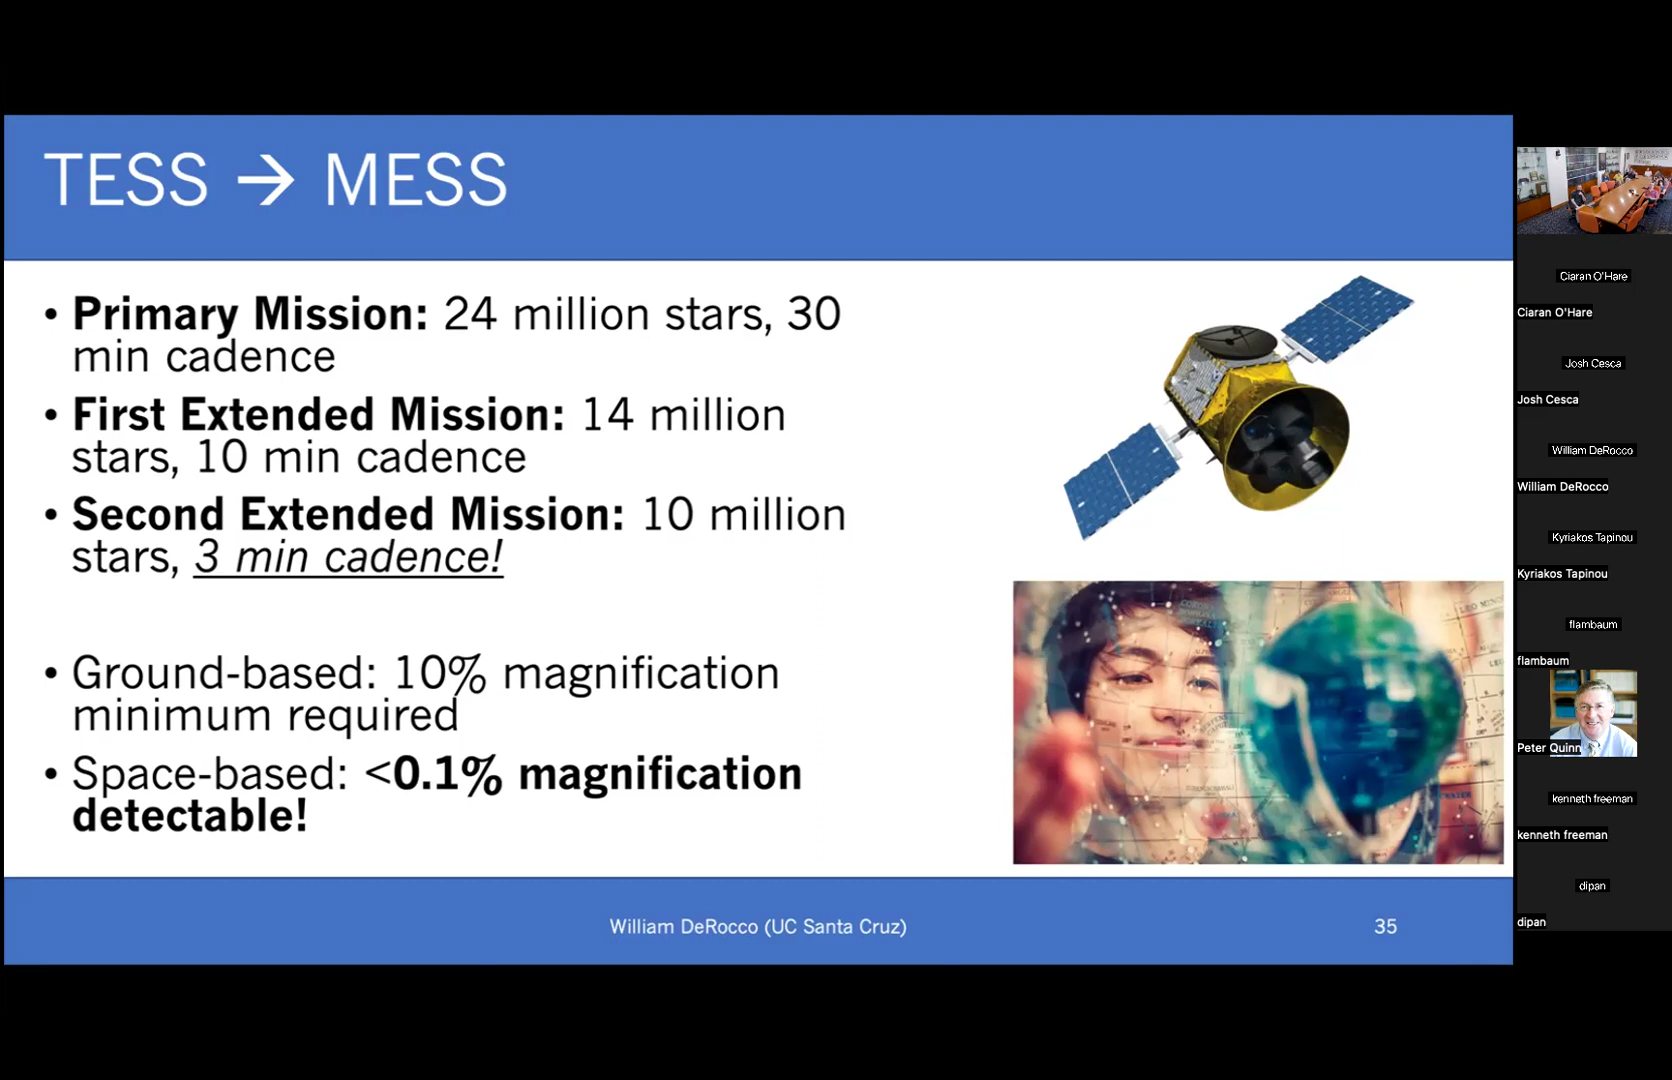 TESS → MESS
• Primary Mission: 24 million stars, 30
min cadence
• First Extended Mission: 14 million
stars, 10 min cadence
• Second Extended Mission: 10 million
stars, 3 min cadence!
• Ground-based: 10% magnification
minimum required
• Space-based: <0.1% magnification
detectable!
William DeRocco (UC Santa Cruz)
35
Ciaran O'Hare
Ciaran O'Hare
Josh Cesca
Josh Cesca
William DeRocco
William DeRocco
Kyriakos Tapinou
Kyriakos Tapinou
flambaum
flambaum
Peter Quinn
kenneth freeman
kenneth freeman
dipan
dipan